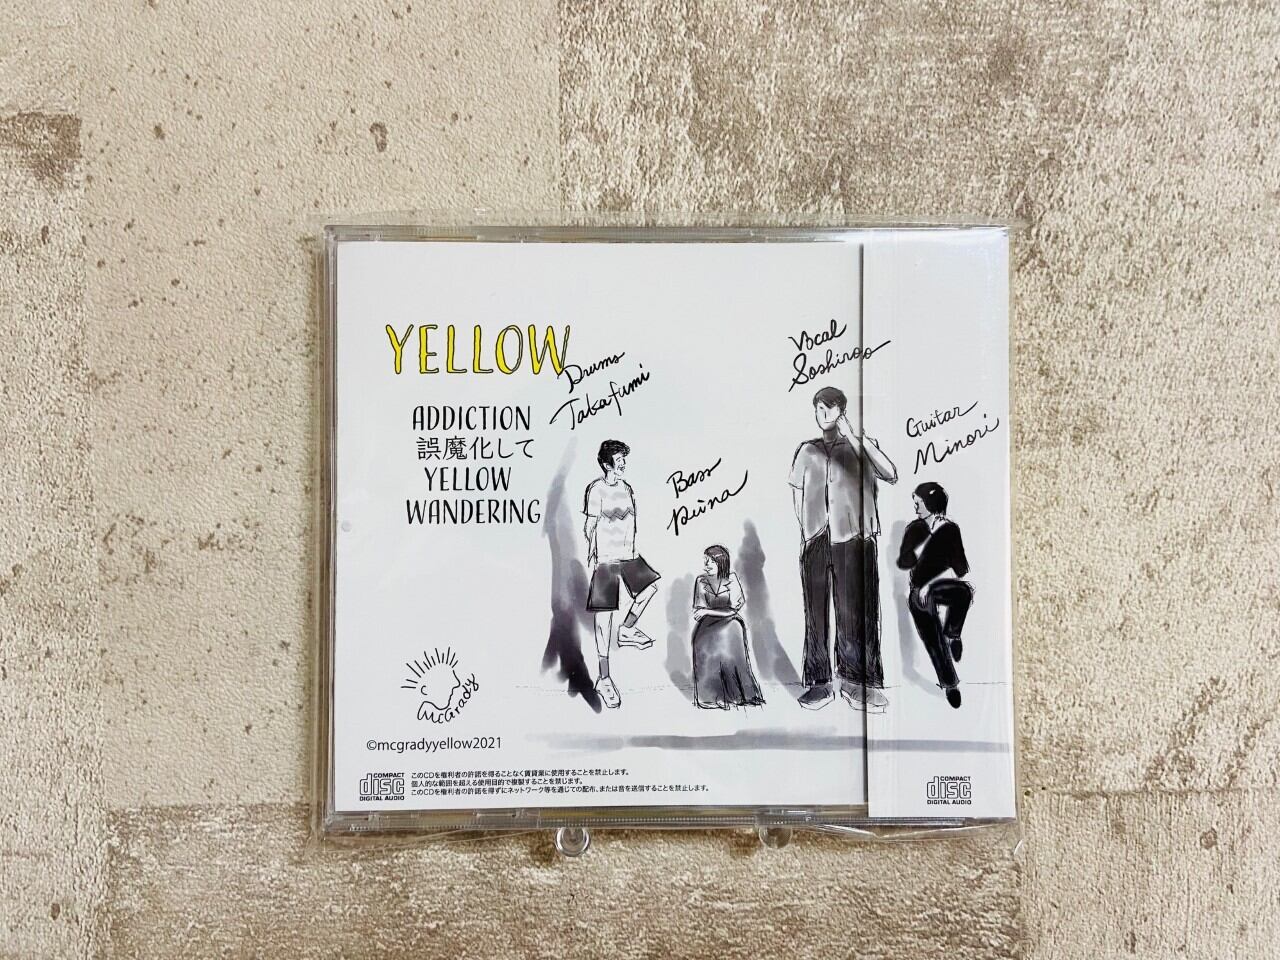 YELLOW
ADDICTION
誤魔化して
YELLOW
WANDERING
Drums
Takafumi
Bass
Vocal
Soshiroo
Guitar
Minori
McGrady
©mcgradyyellow2021
COMPACT
disc
DIGITAL AUDIO
このCDを権利者の許諾を得ることなく賃貸業に使用することを禁止します。
個人的な範囲を超える使用目的で複製することを禁じます。
このCDを権利者の許諾を得ずにネットワーク等を通じての配布、または音を送信することを禁止します。
COMPACT
disc
DIGITAL AUDIO